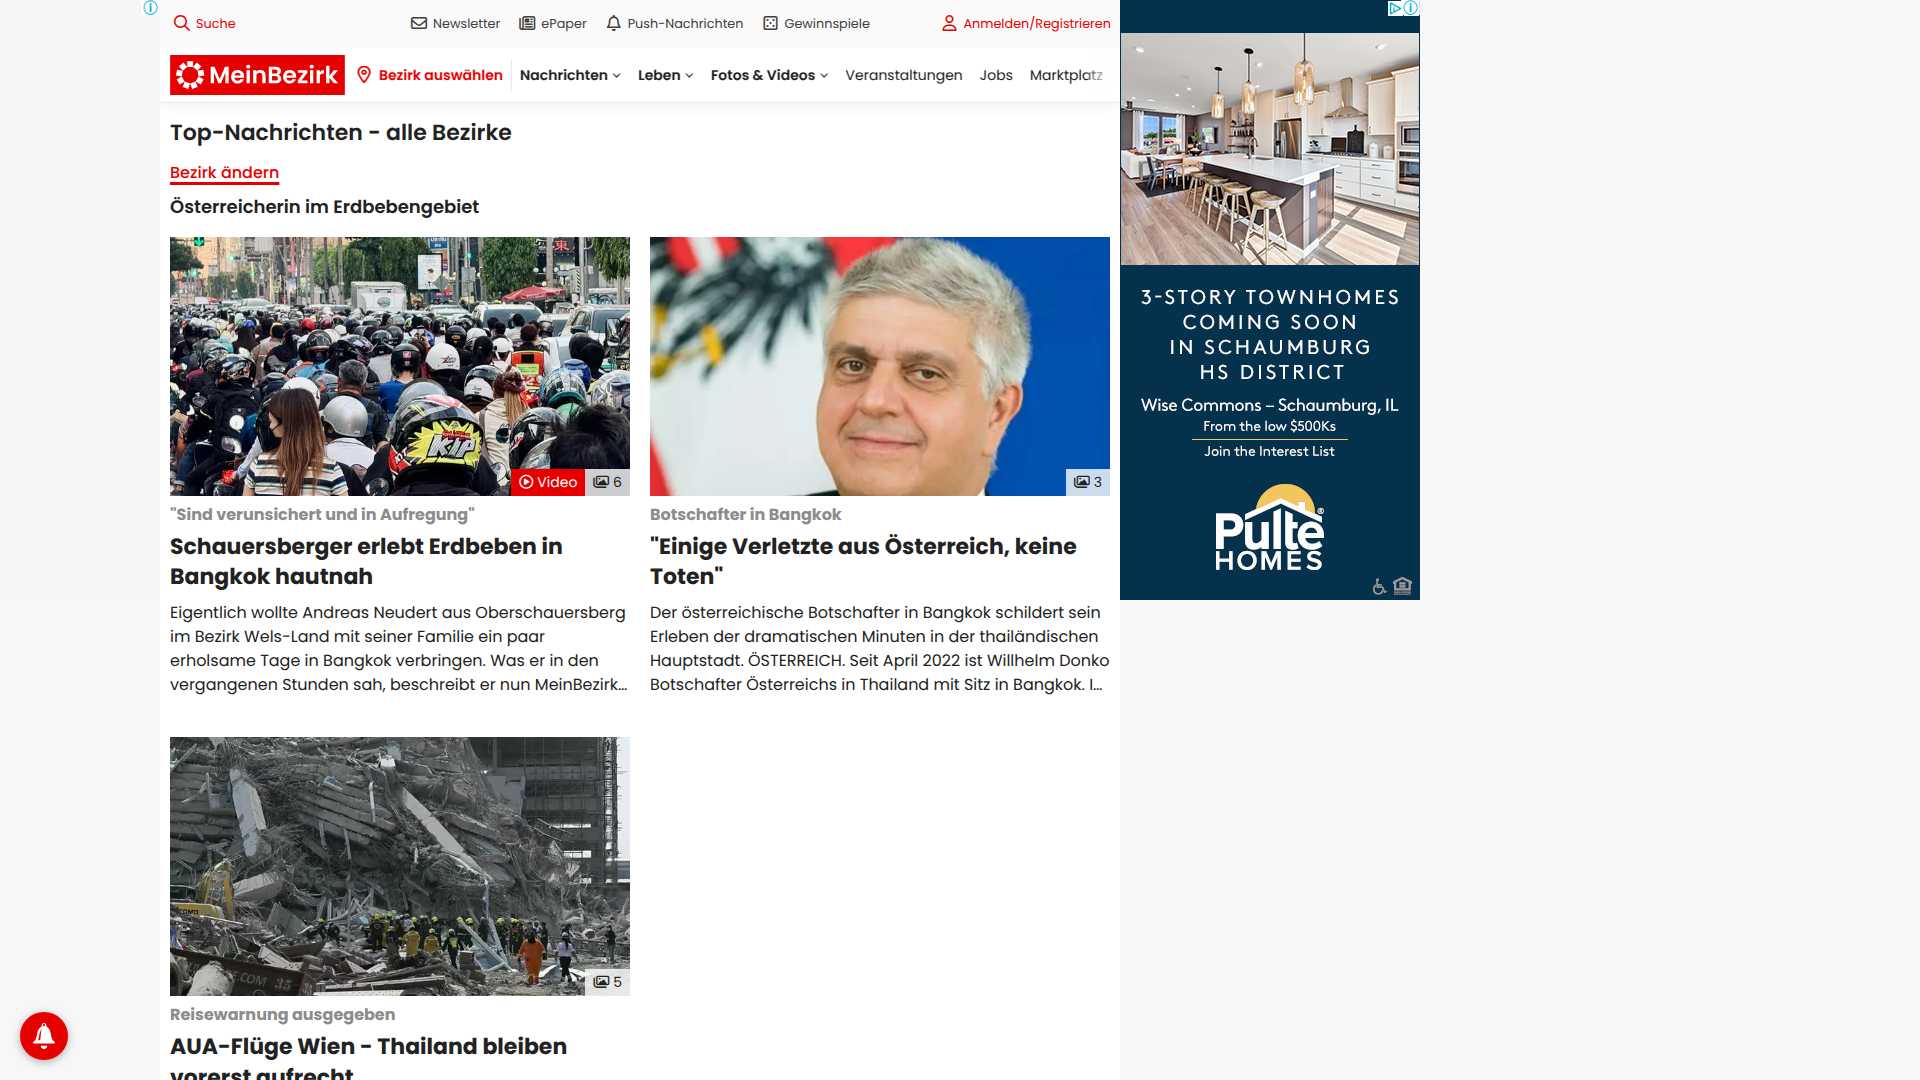 Suche
Newsletter
ePaper
Push-Nachrichten
Gewinnspiele
Anmelden/Registrieren
MeinBezirk
Bezirk auswählen
Nachrichten
Leben
Fotos & Videos
Veranstaltungen
Jobs
Marktplatz
Top-Nachrichten - alle Bezirke
Bezirk ändern
Österreicherin im Erdbebengebiet
KiP
Video
6
3
"Sind verunsichert und in Aufregung"
Schauersberger erlebt Erdbeben in
Bangkok hautnah
Eigentlich wollte Andreas Neudert aus Oberschauersberg
im Bezirk Wels-Land mit seiner Familie ein paar
erholsame Tage in Bangkok verbringen. Was er in den
vergangenen Stunden sah, beschreibt er nun MeinBezirk...
Botschafter in Bangkok
"Einige Verletzte aus Österreich, keine
Toten"
Der österreichische Botschafter in Bangkok schildert sein
Erleben der dramatischen Minuten in der thailändischen
Hauptstadt. ÖSTERREICH. Seit April 2022 ist Willhelm Donko
Botschafter Österreichs in Thailand mit Sitz in Bangkok. I...
.COM 35
5
Reisewarnung ausgegeben
AUA-Flüge Wien - Thailand bleiben
vorerst aufrecht
3-STORY TOWNHOMES
COMING SOON
IN SCHAUMBURG
HS DISTRICT
Wise Commons – Schaumburg, IL
From the low $500Ks
Join the Interest List
Pulte®
HOMES